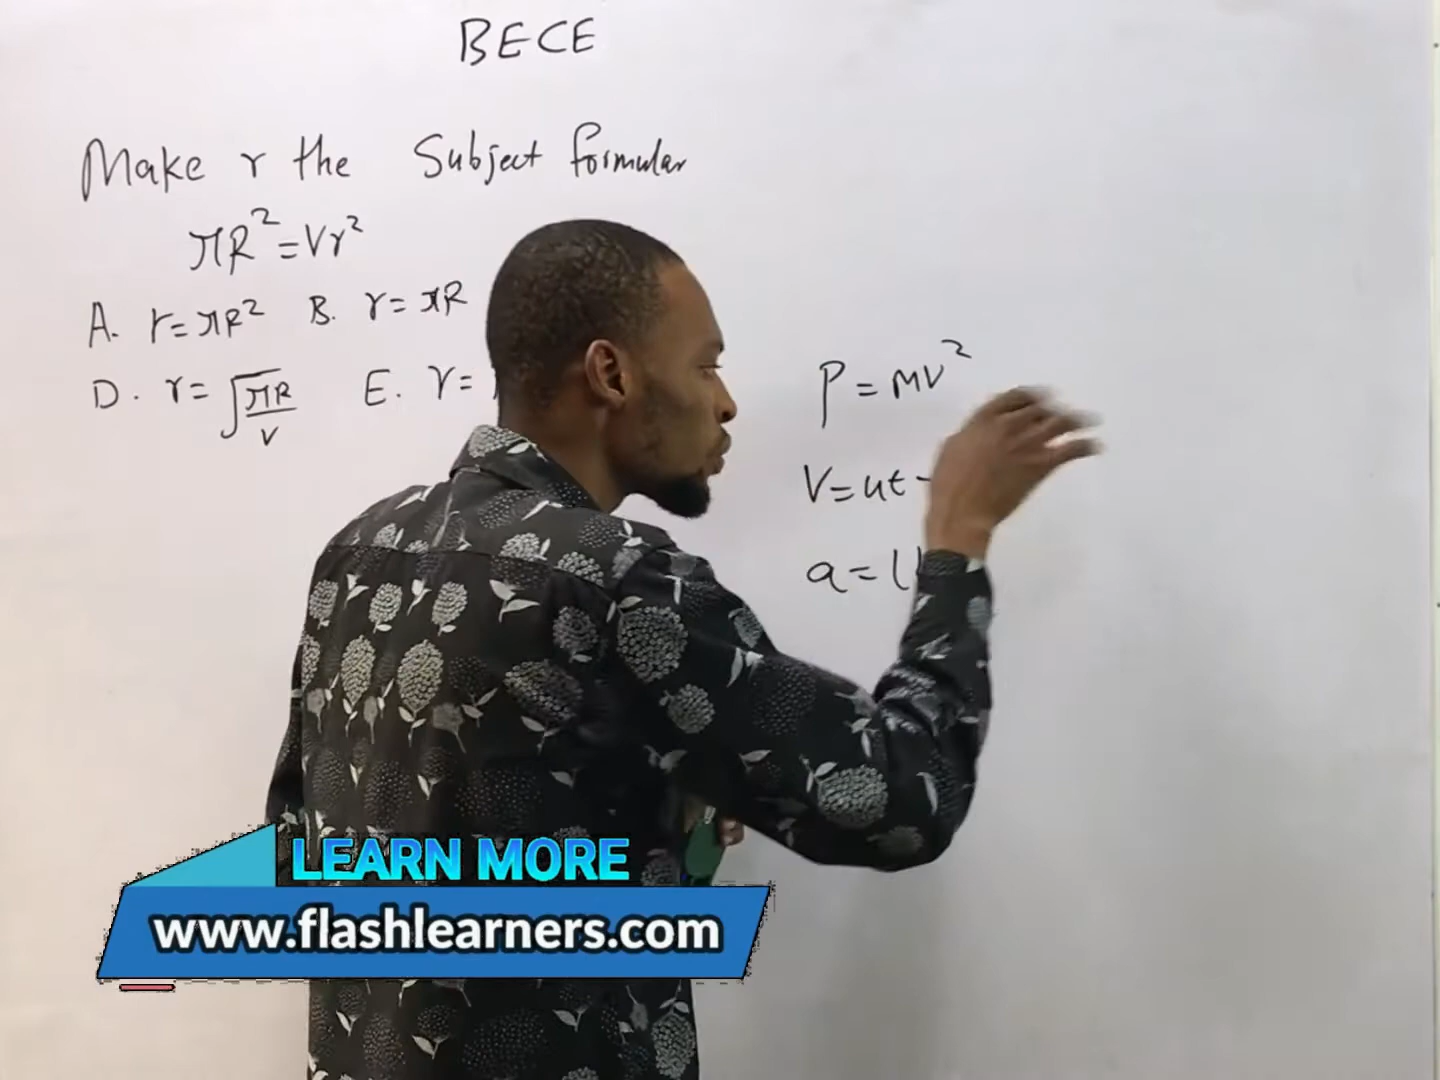 BECE
Make r the Subject formular
πR²=Vr²
A. r=πR² B. r=πR
D. r=√πR/V E. r=
P=mv²
V=ut-
a=
LEARN MORE
www.flashlearners.com